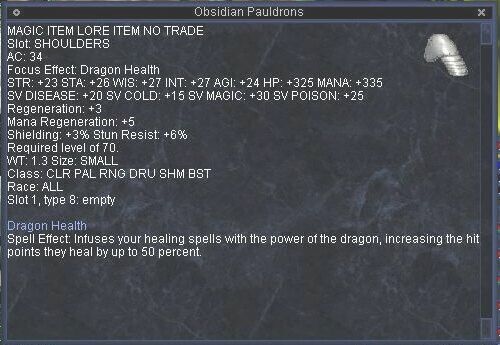 Obsidian Pauldrons
MAGIC ITEM LORE ITEM NO TRADE
Slot: SHOULDERS
AC: 34
Focus Effect: Dragon Health
STR: +23 STA: +26 WIS: +27 INT: +27 AGI: +24 HP: +325 MANA: +335
SV DISEASE: +20 SV COLD: +15 SV MAGIC: +30 SV POISON: +25
Regeneration: +3
Mana Regeneration: +5
Shielding: +3% Stun Resist: +6%
Required level of 70.
WT: 1.3 Size: SMALL
Class: CLR PAL RNG DRU SHM BST
Race: ALL
Slot 1, type 8: empty
Dragon Health
Spell Effect: Infuses your healing spells with the power of the dragon, increasing the hit
points they heal by up to 50 percent.